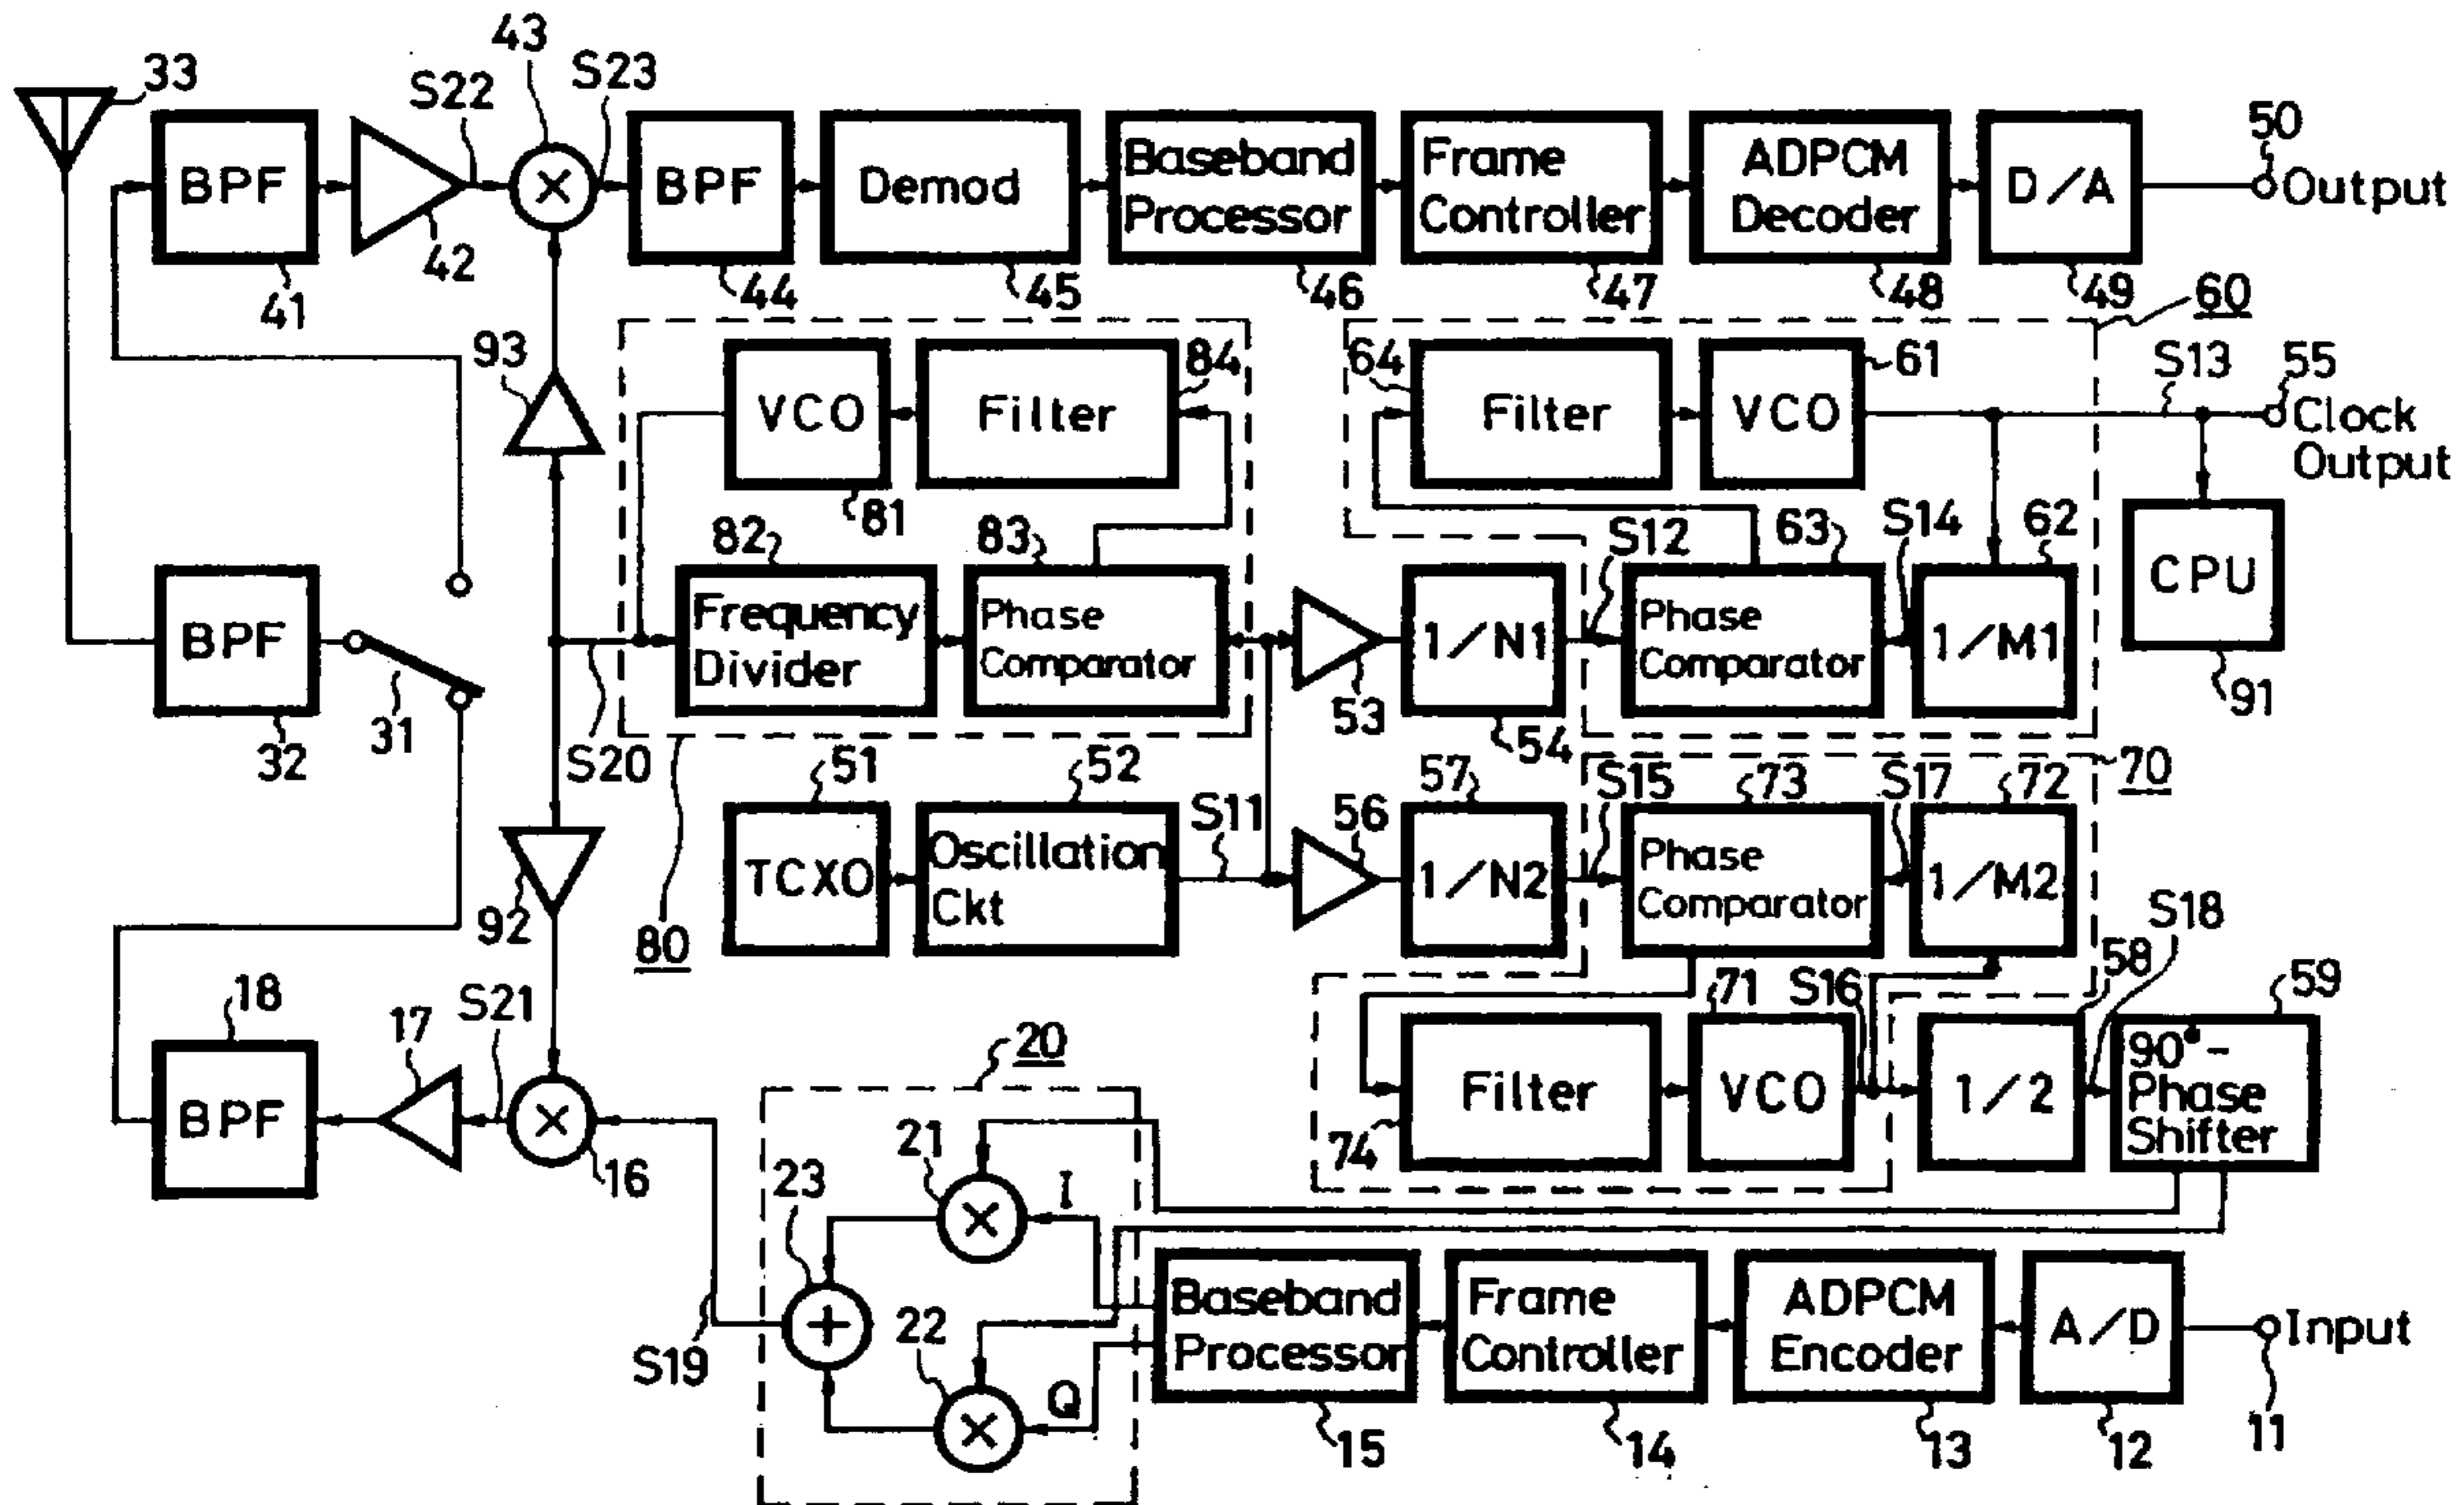 43
33
S22
S23
BPF
BPF
Demod
Baseband
Processor
Frame
Controller
ADPCM
Decoder
D/A
50
Output
42
41
44
45
46
47
48
49
60
93
84
64
61
S13
55
VCO
Filter
Filter
VCO
Clock
Output
81
82
83
S12
63
S14
62
CPU
BPF
Frequency
Divider
Phase
Comparator
1/N1
Phase
Comparator
1/M1
91
31
32
53
54
S20
51
52
57
S15
73
S17
72
70
S11
56
TCXO
Oscillation
Ckt
1/N2
Phase
Comparator
1/M2
92
80
S18
58
18
S21
17
71
S16
59
20
BPF
Filter
VCO
1/2
90°-
Phase
Shifter
16
21
74
23
I
22
S19
Q
Baseband
Processor
Frame
Controller
ADPCM
Encoder
A/D
Input
15
14
13
12
11